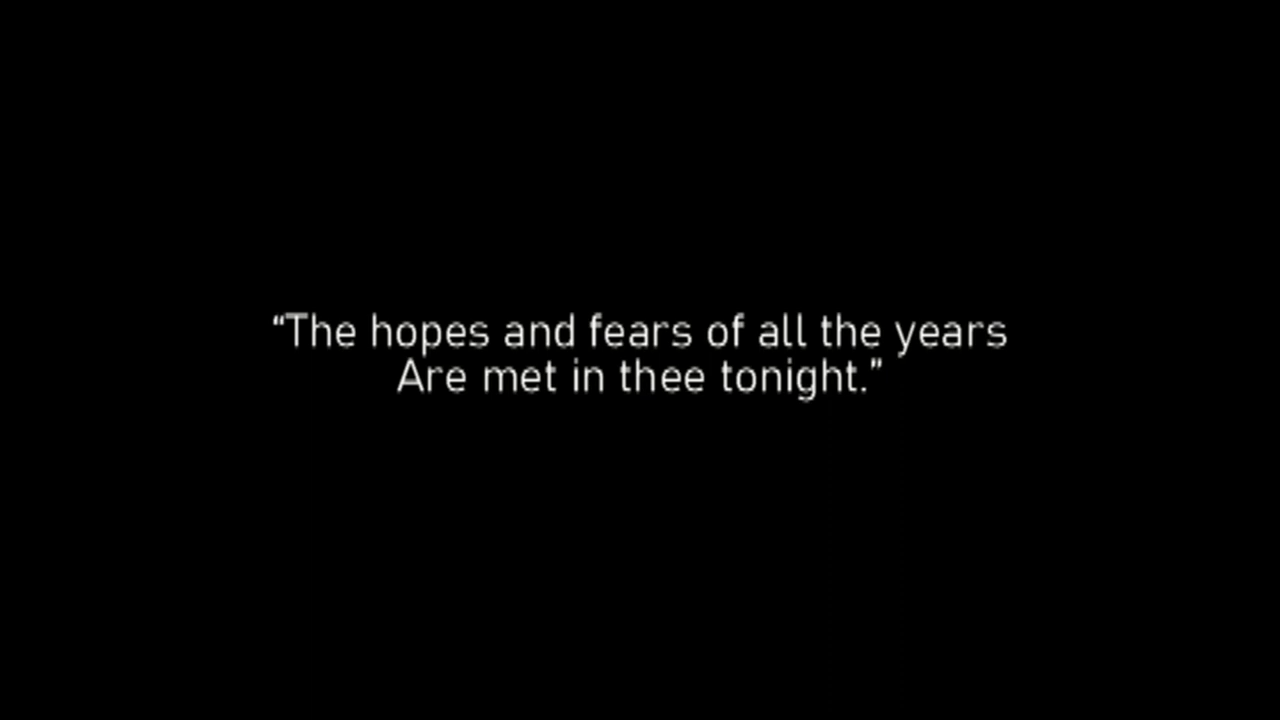 “The hopes and fears of all the years
Are met in thee tonight.”